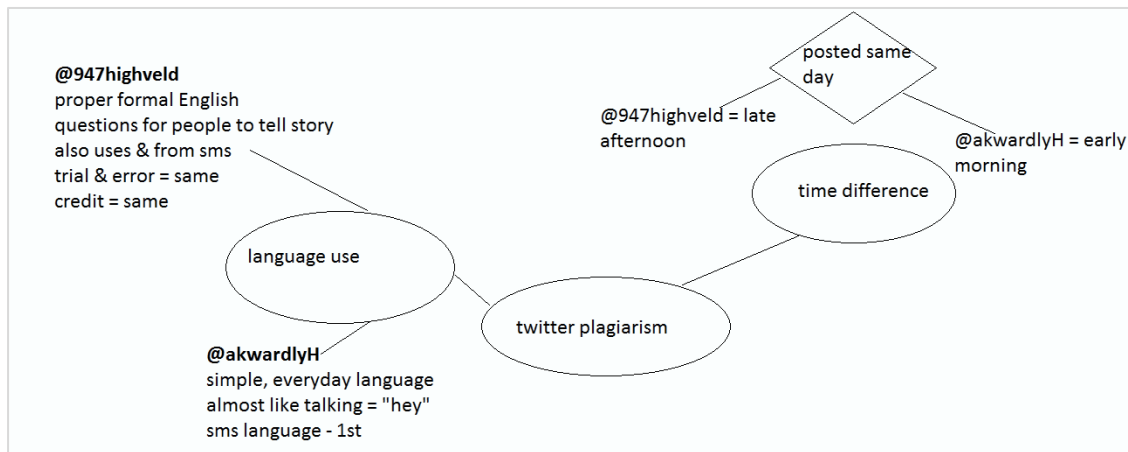 @947highveld
proper formal English
questions for people to tell story
also uses & from sms
trial & error = same
credit = same
language use
@akwardlyH
simple, everyday language
almost like talking = "hey"
sms language - 1st
twitter plagiarism
posted same
day
@947highveld = late
afternoon
@akwardlyH = early
morning
time difference